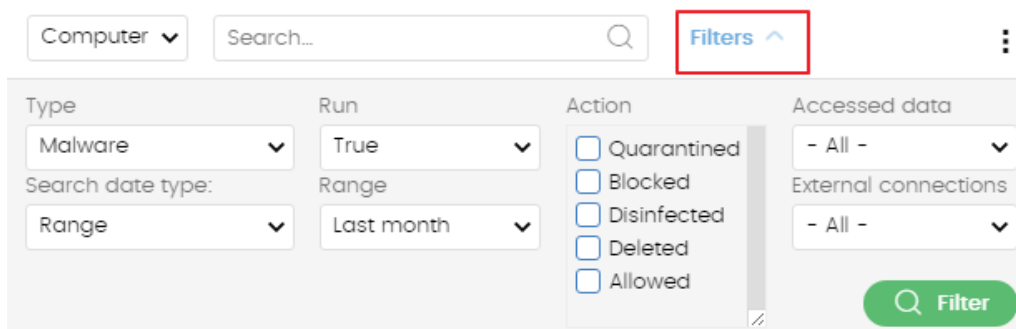 Computer Search... Filters
Type Run Action Accessed data
Malware True Quarantined - All -
Search date type: Range Blocked External connections
Range Last month Disinfected - All -
Deleted
Allowed
Filter